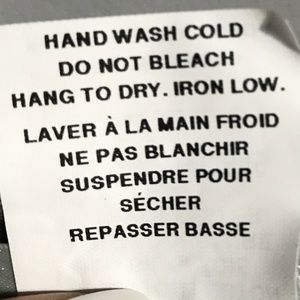 HAND WASH COLD
DO NOT BLEACH
HANG TO DRY. IRON LOW.
LAVER À LA MAIN FROID
NE PAS BLANCHIR
SUSPENDRE POUR
SÉCHER
REPASSER BASSE